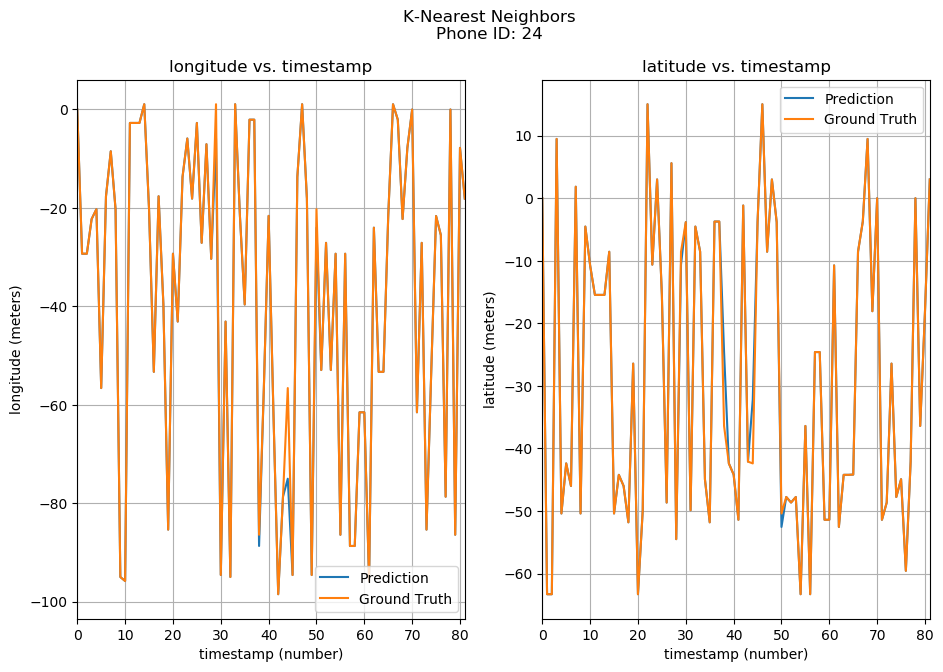 K-Nearest Neighbors
Phone ID: 24
longitude vs. timestamp
longitude (meters)
0
−20
−40
−60
−80
−100
0 10 20 30 40 50 60 70 80
timestamp (number)
Prediction
Ground Truth
latitude vs. timestamp
latitude (meters)
10
0
−10
−20
−30
−40
−50
−60
0 10 20 30 40 50 60 70 80
timestamp (number)
Prediction
Ground Truth